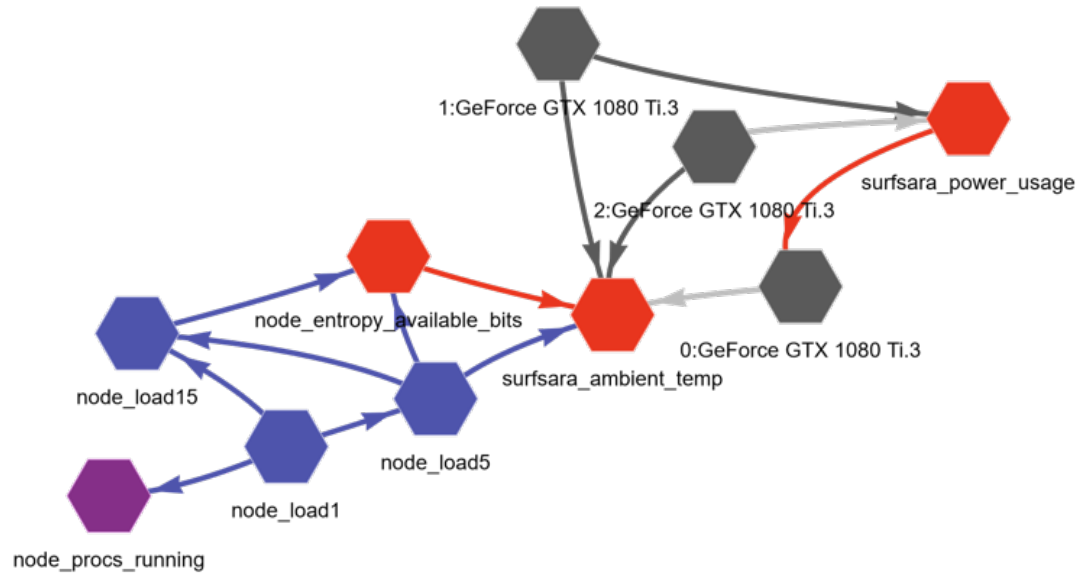 1:GeForce GTX 1080 Ti.3
surfsara_power_usage
2:GeForce GTX 1080 Ti.3
node_entropy_available_bits
0:GeForce GTX 1080 Ti.3
surfsara_ambient_temp
node_load15
node_load5
node_load1
node_procs_running